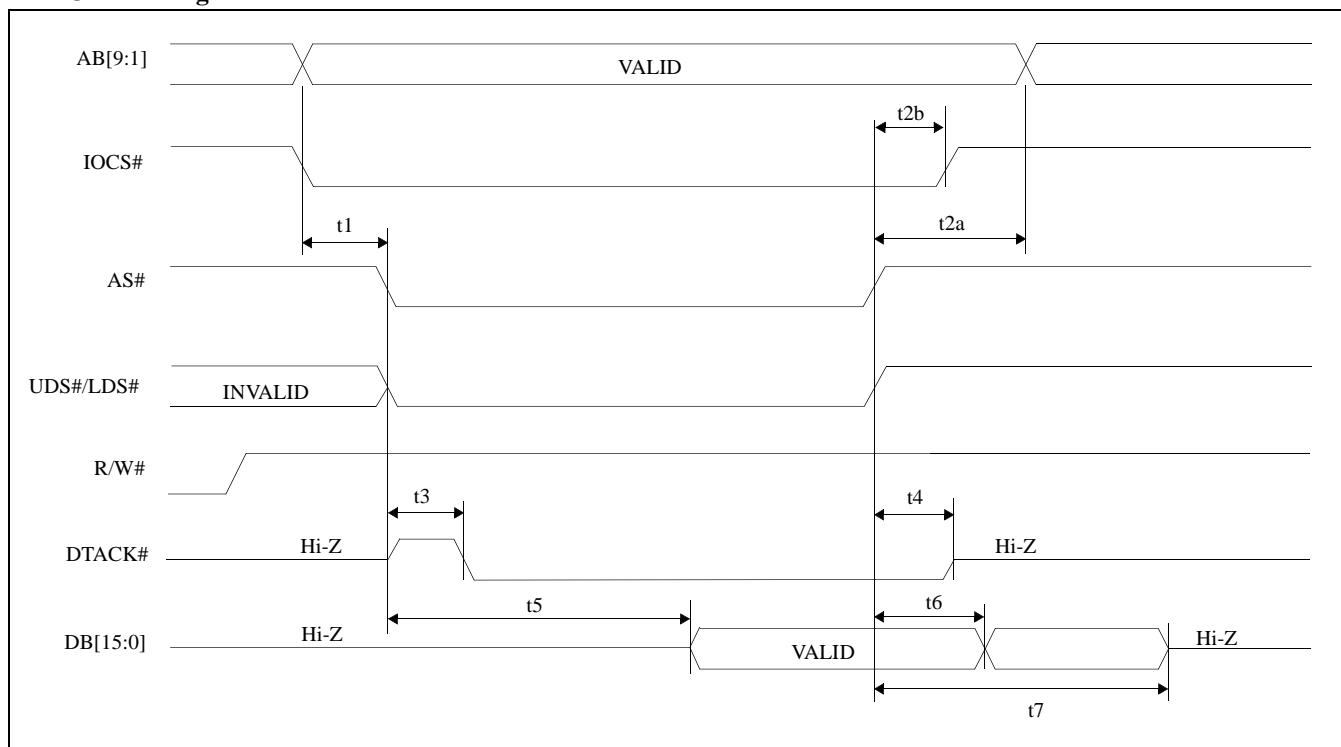 AB[9:1]
VALID
t2b
IOCS#
t1
t2a
AS#
UDS#/LDS#
INVALID
R/W#
t3
t4
DTACK#
Hi-Z
Hi-Z
t5
t6
DB[15:0]
Hi-Z
VALID
Hi-Z
t7